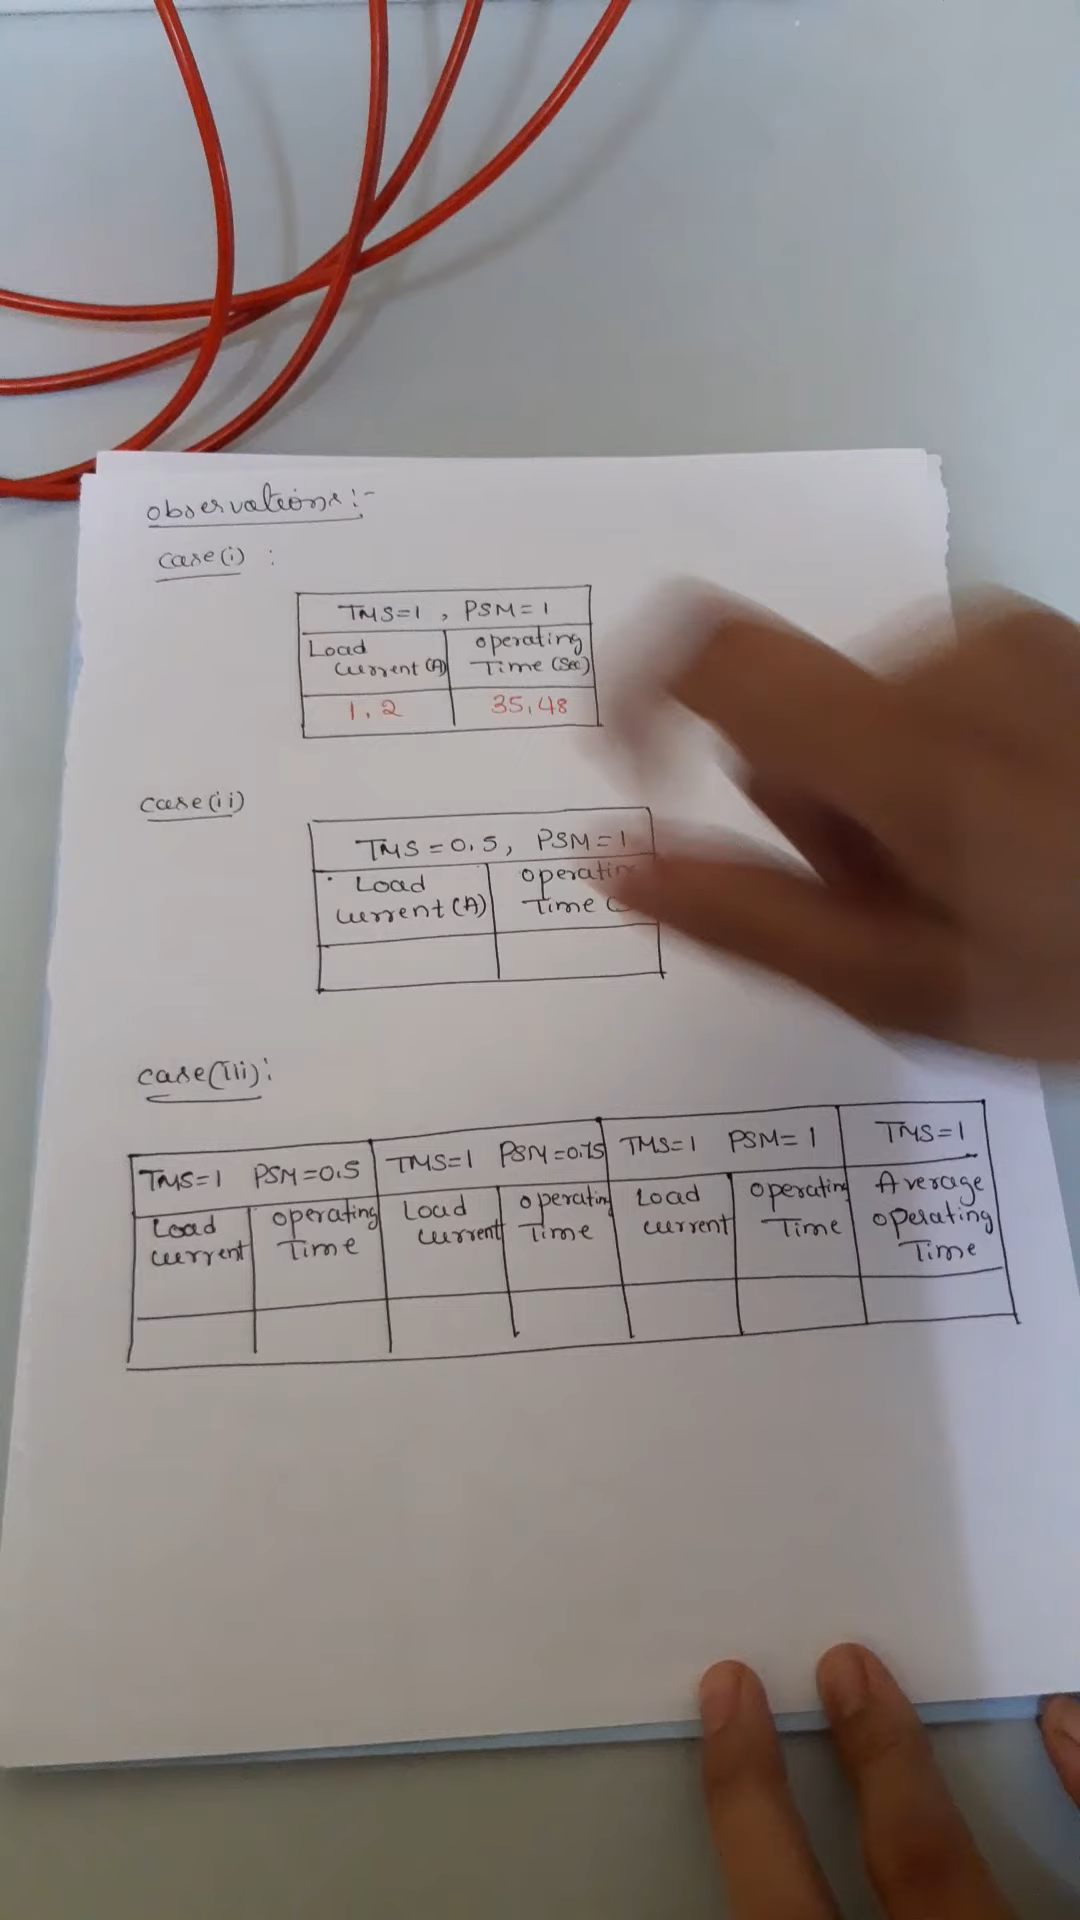 observations:-
case(i) :
TMS=1 , PSM=1
Load current(A) operating Time(Sec)
1.2 35.48
case(ii)
TMS=0.5, PSM=1
Load current(A) Time
case(iii):
TMS=1 PSM=0.5 TMS=1 PSM=0.75 TMS=1 PSM=1 TMS=1
Load current operating Time Load current operating Time Load current operating Time Average operating Time